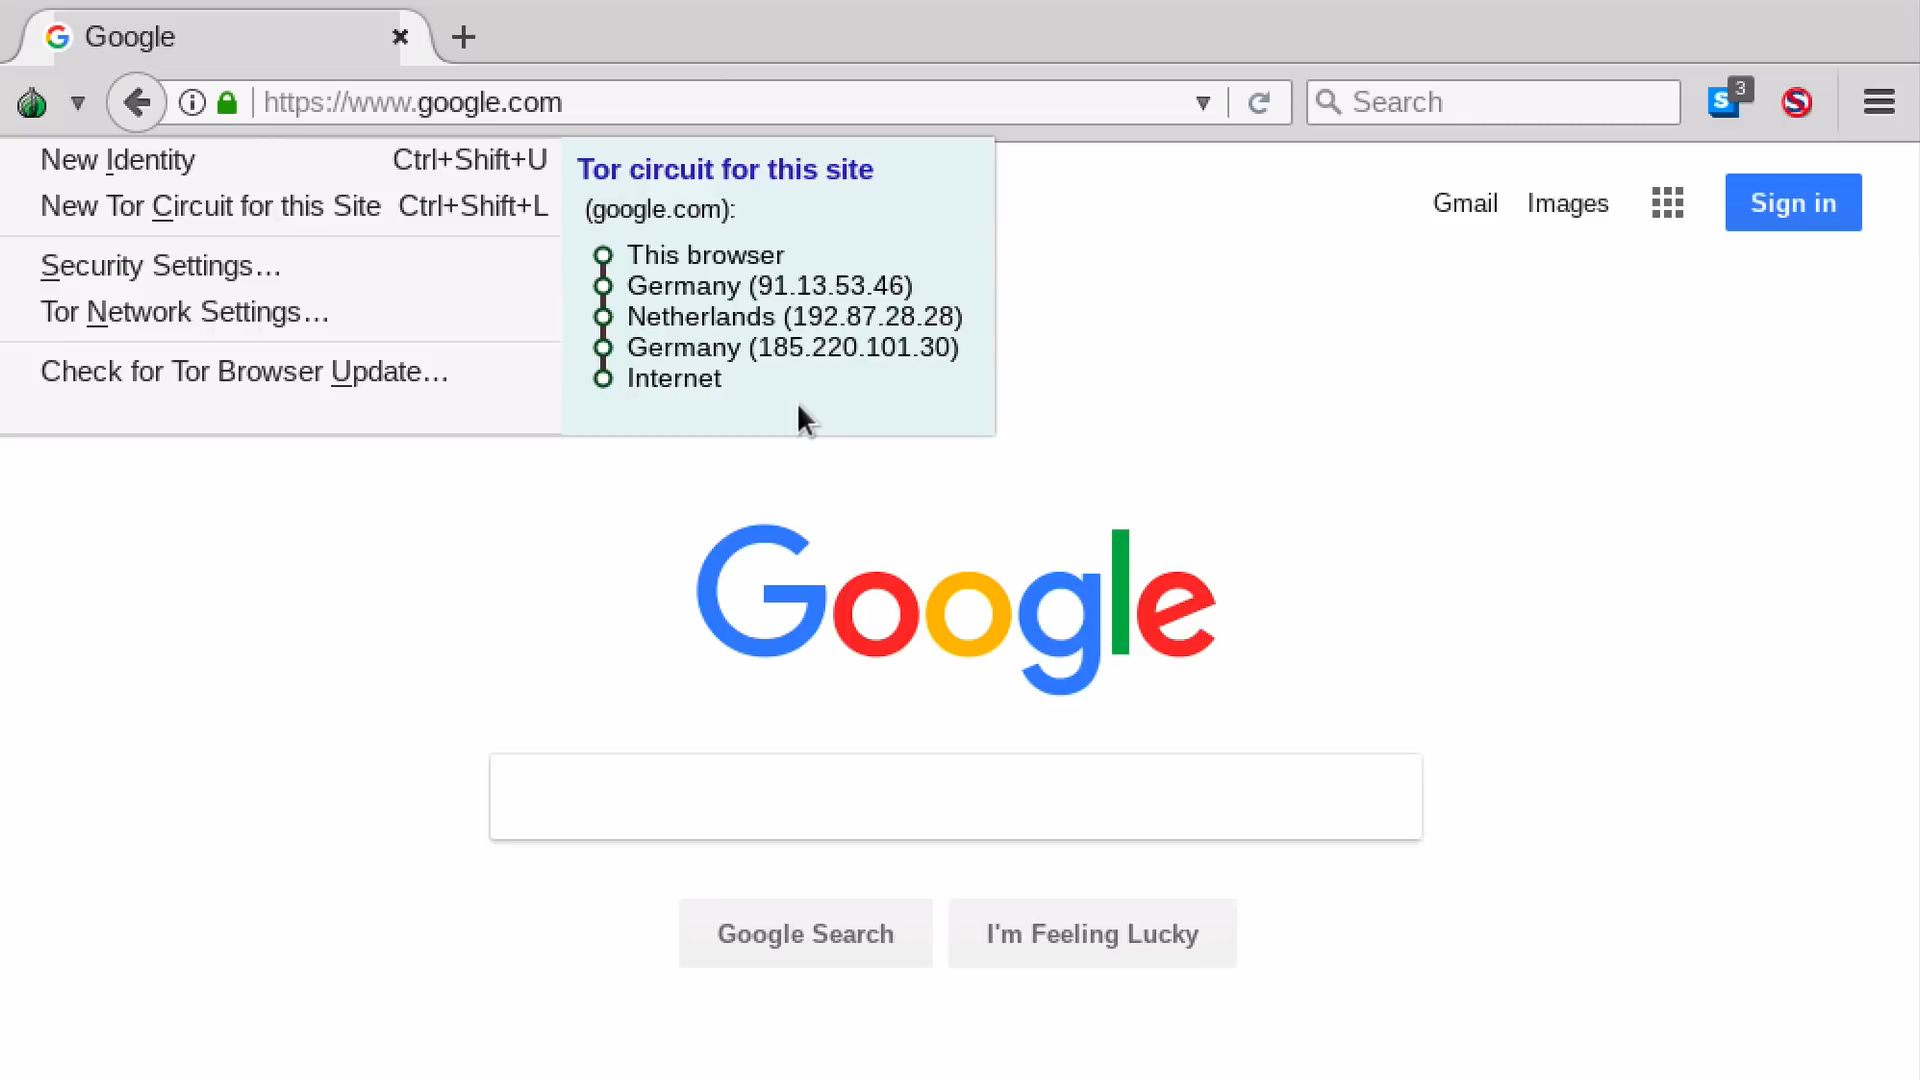 Google
https://www.google.com
Search
3
S
S
New Identity Ctrl+Shift+U
New Tor Circuit for this Site Ctrl+Shift+L
Security Settings...
Tor Network Settings...
Check for Tor Browser Update...
Tor circuit for this site
(google.com):
This browser
Germany (91.13.53.46)
Netherlands (192.87.28.28)
Germany (185.220.101.30)
Internet
Gmail Images Sign in
Google
Google Search I'm Feeling Lucky